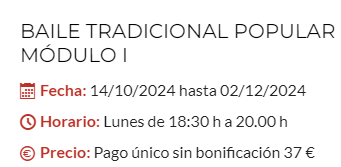 BAILE TRADICIONAL POPULAR
MÓDULO I
Fecha: 14/10/2024 hasta 02/12/2024
Horario: Lunes de 18:30 h a 20.00 h
Precio: Pago único sin bonificación 37 €